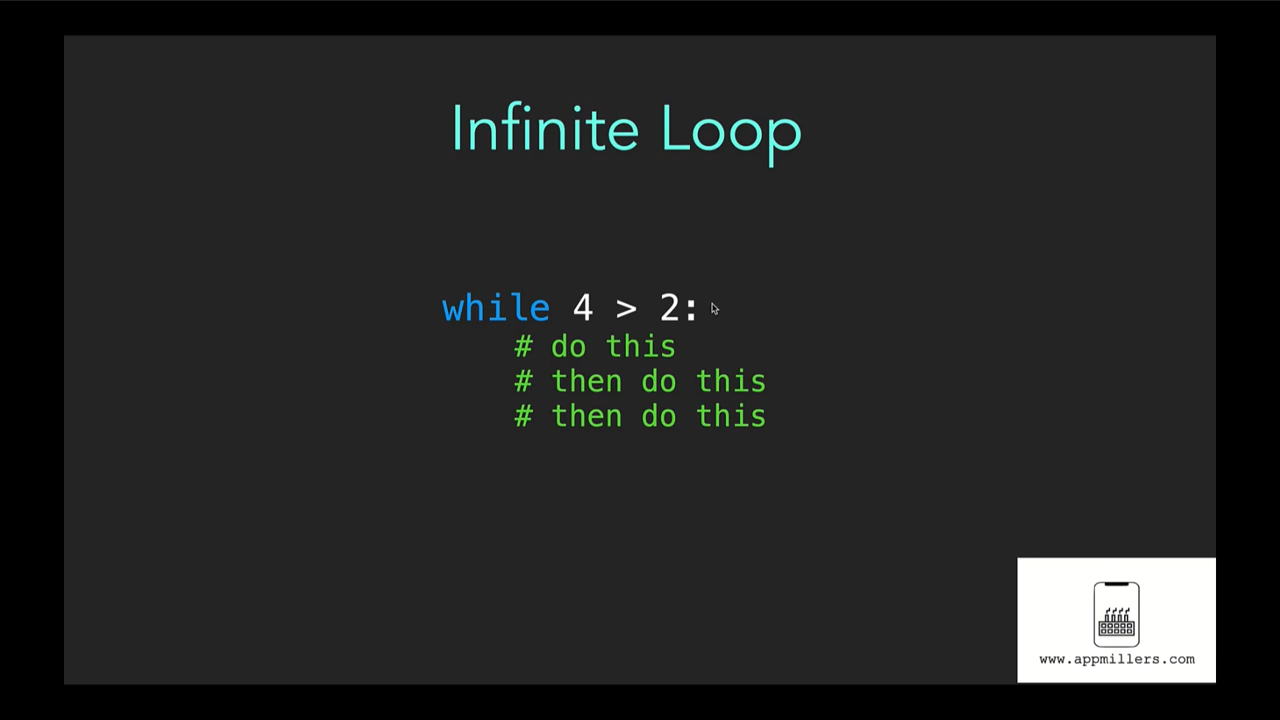 Infinite Loop
while 4 > 2:
# do this
# then do this
# then do this
www.appmillers.com